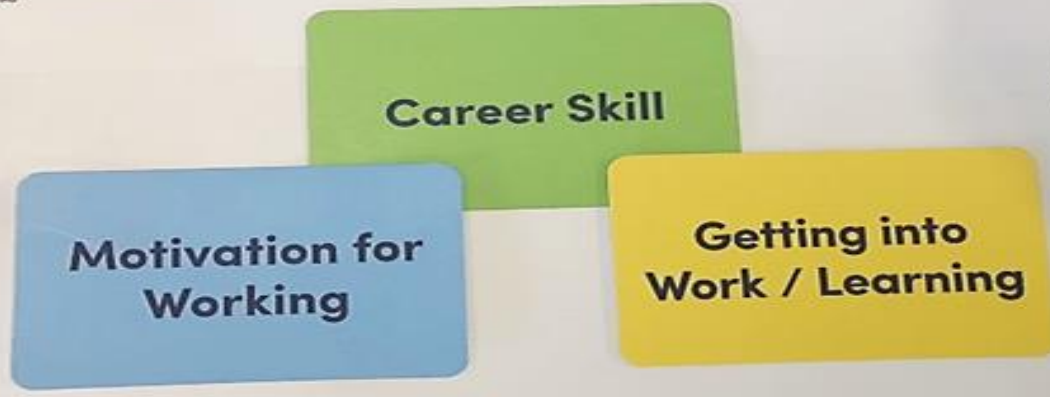 Career Skill
Motivation for
Working
Getting into
Work / Learning